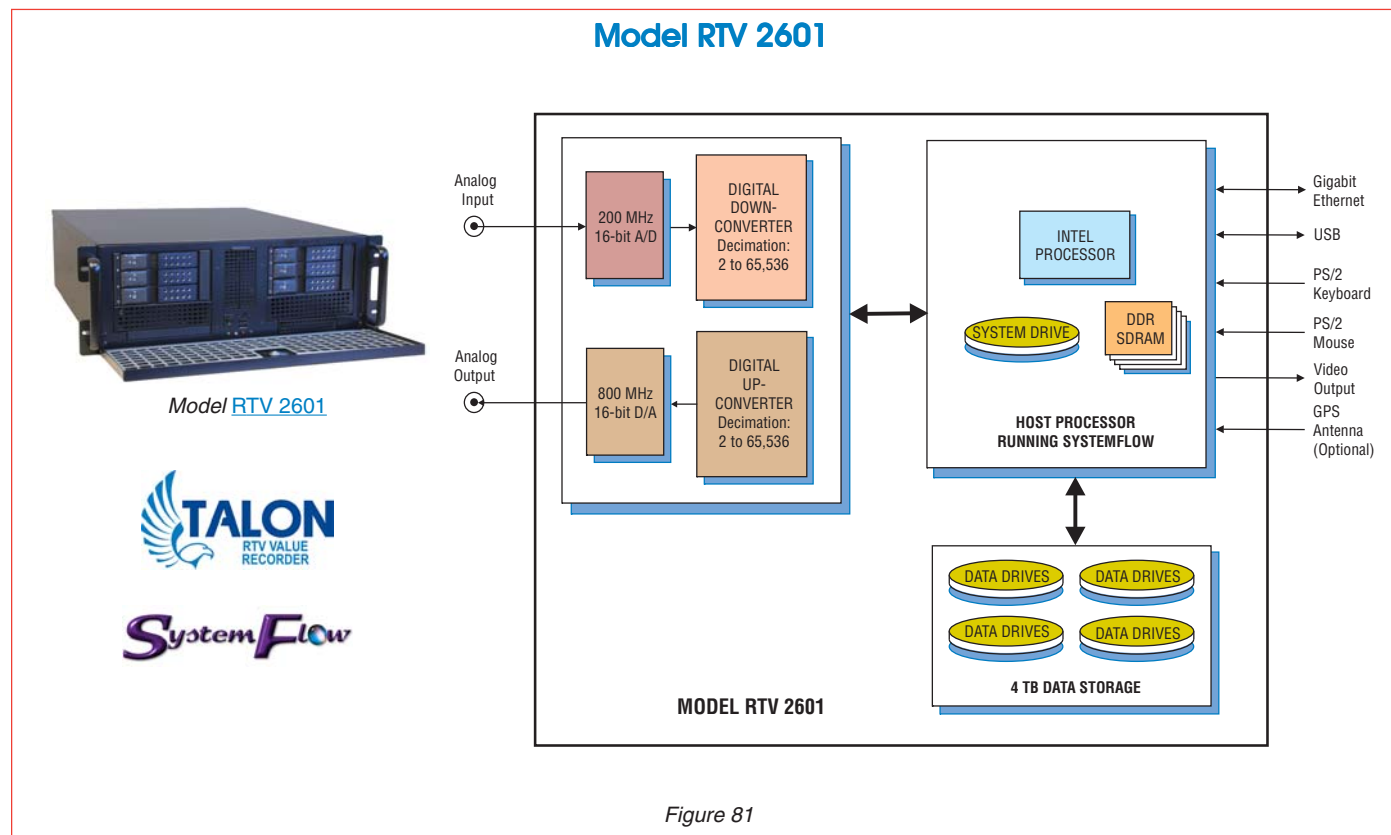 Model RTV 2601
Analog
Input
200 MHz
16-bit A/D
DIGITAL
DOWN-
CONVERTER
Decimation:
2 to 65,536
Analog
Output
800 MHz
16-bit D/A
DIGITAL
UP-
CONVERTER
Decimation:
2 to 65,536
INTEL
PROCESSOR
SYSTEM DRIVE
DDR
SDRAM
HOST PROCESSOR
RUNNING SYSTEMFLOW
Gigabit
Ethernet
USB
PS/2
Keyboard
PS/2
Mouse
Video
Output
GPS
Antenna
(Optional)
DATA DRIVES
DATA DRIVES
DATA DRIVES
DATA DRIVES
4 TB DATA STORAGE
MODEL RTV 2601
Model RTV 2601
TALON
RTV VALUE
RECORDER
SystemFlow
Figure 81